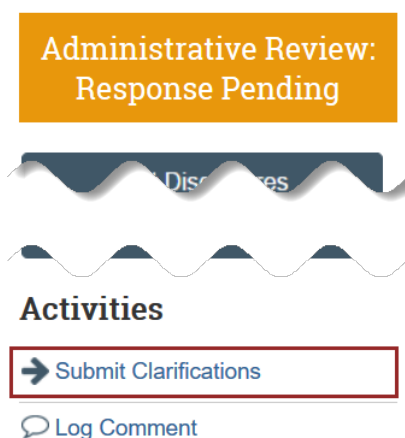 Administrative Review:
Response Pending
Activities
Submit Clarifications
Log Comment